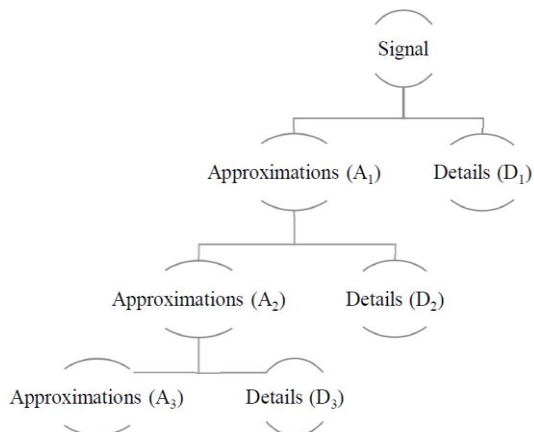 Signal
Approximations (A₁)
Details (D₁)
Approximations (A₂)
Details (D₂)
Approximations (A₃)
Details (D₃)